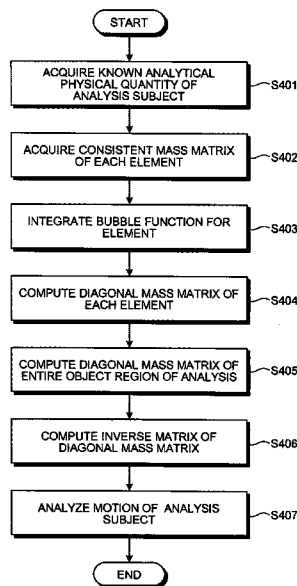 START
ACQUIRE KNOWN ANALYTICAL
PHYSICAL QUANTITY OF
ANALYSIS SUBJECT
S401
ACQUIRE CONSISTENT MASS MATRIX
OF EACH ELEMENT
S402
INTEGRATE BUBBLE FUNCTION FOR
ELEMENT
S403
COMPUTE DIAGONAL MASS MATRIX OF
EACH ELEMENT
S404
COMPUTE DIAGONAL MASS MATRIX OF
ENTIRE OBJECT REGION OF ANALYSIS
S405
COMPUTE INVERSE MATRIX OF
DIAGONAL MASS MATRIX
S406
ANALYZE MOTION OF ANALYSIS
SUBJECT
S407
END